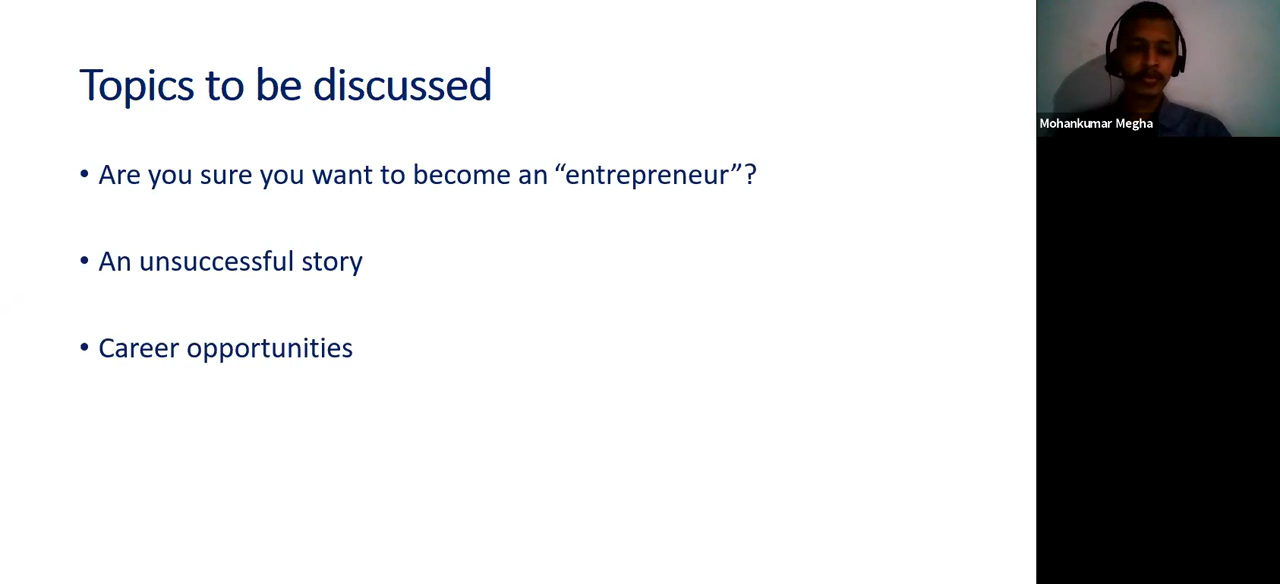 Topics to be discussed
• Are you sure you want to become an “entrepreneur”?
• An unsuccessful story
• Career opportunities
Mohankumar Megha